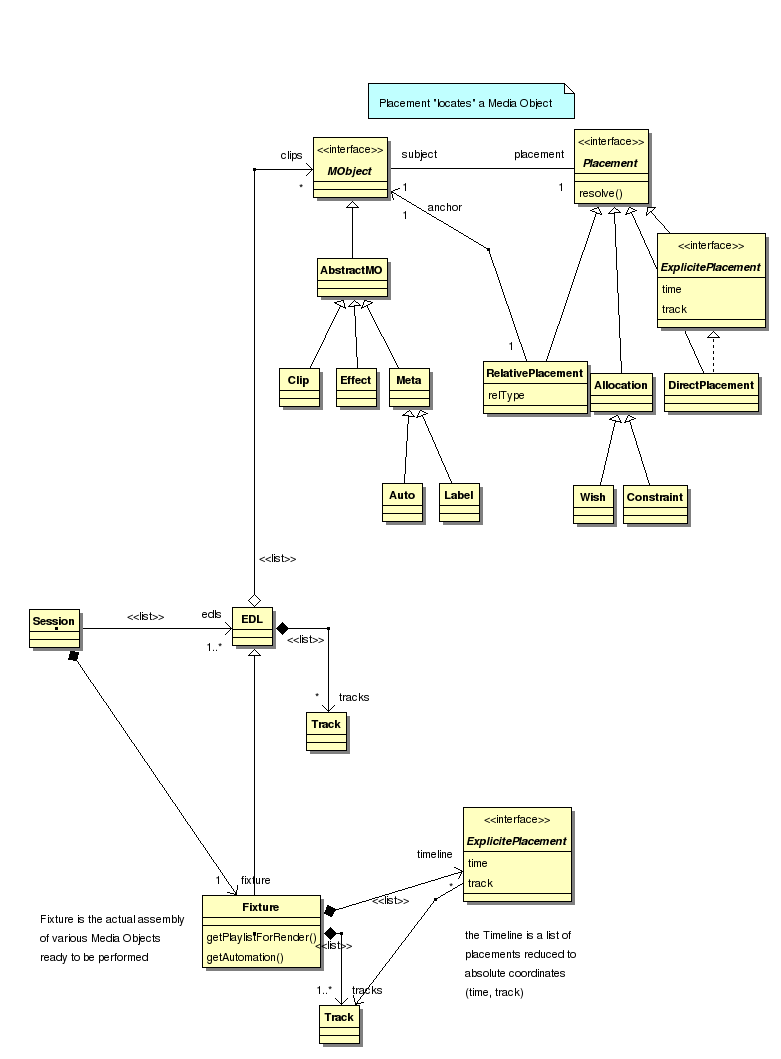 Placement "locates" a Media Object
<<interface>>
MObject
clips
*
subject
placement
1
1
<<interface>>
Placement
resolve()
anchor
1
<<interface>>
ExplicitePlacement
time
track
AbstractMO
1
Clip
Effect
Meta
RelativePlacement
relType
Allocation
DirectPlacement
Auto
Label
Wish
Constraint
<<list>>
Session
<<list>>
edls
1..*
EDL
<<list>>
*
tracks
Track
<<interface>>
ExplicitePlacement
time
track
timeline
*
<<list>>
1
fixture
Fixture
getPlaylistForRender()
getAutomation()
<<list>>
1..*
tracks
Track
Fixture is the actual assembly
of various Media Objects
ready to be performed
the Timeline is a list of
placements reduced to
absolute coordinates
(time, track)